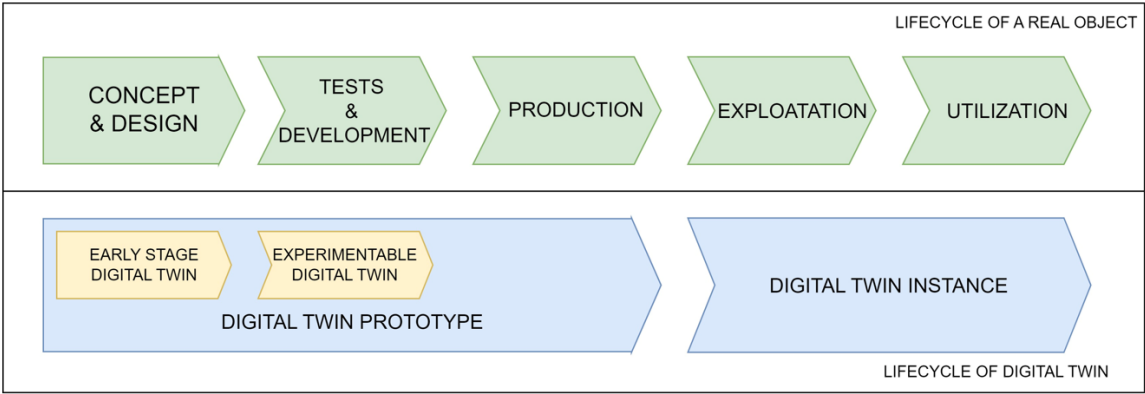 LIFECYCLE OF A REAL OBJECT
CONCEPT
& DESIGN
TESTS
&
DEVELOPMENT
PRODUCTION
EXPLOATATION
UTILIZATION
EARLY STAGE
DIGITAL TWIN
EXPERIMENTABLE
DIGITAL TWIN
DIGITAL TWIN PROTOTYPE
DIGITAL TWIN INSTANCE
LIFECYCLE OF DIGITAL TWIN